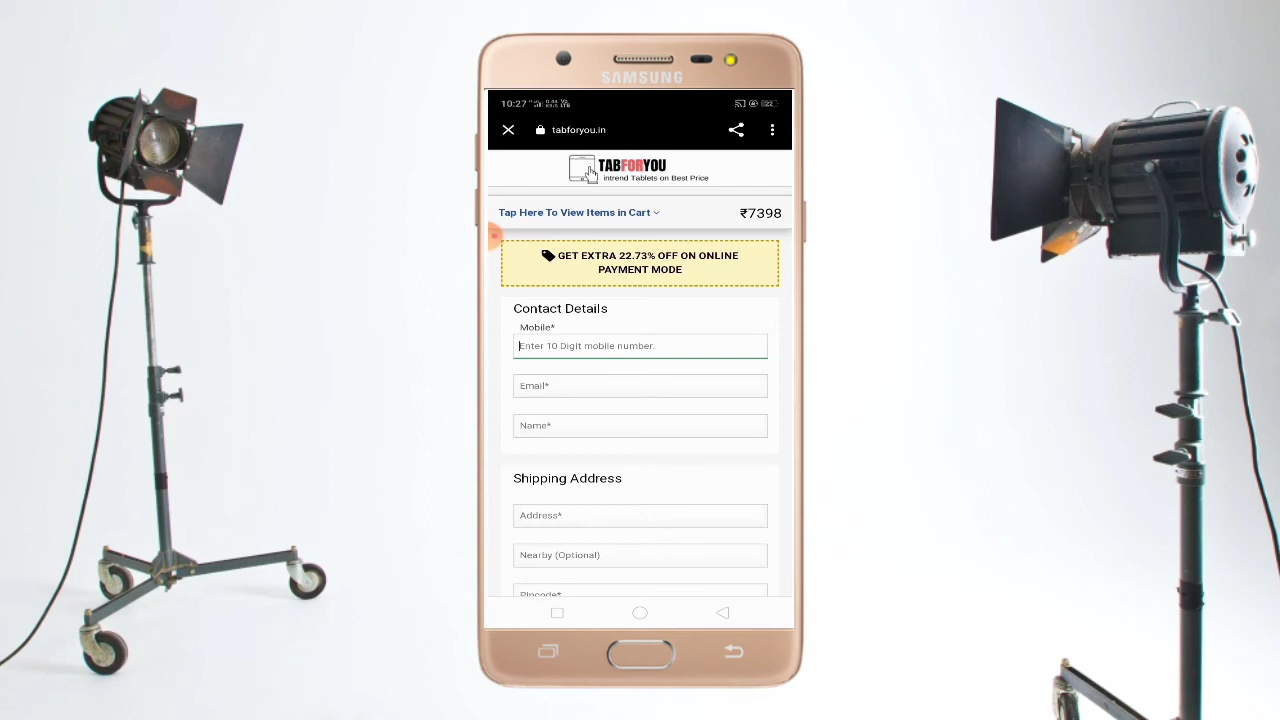 SAMSUNG
10:27
tabforyou.in
TABFORYOU
intrend Tablets on Best Price
Tap Here To View Items in Cart
₹7398
GET EXTRA 22.73% OFF ON ONLINE
PAYMENT MODE
Contact Details
Mobile*
Enter 10 Digit mobile number.
Email*
Name*
Shipping Address
Address*
Nearby (Optional)
Pincode*